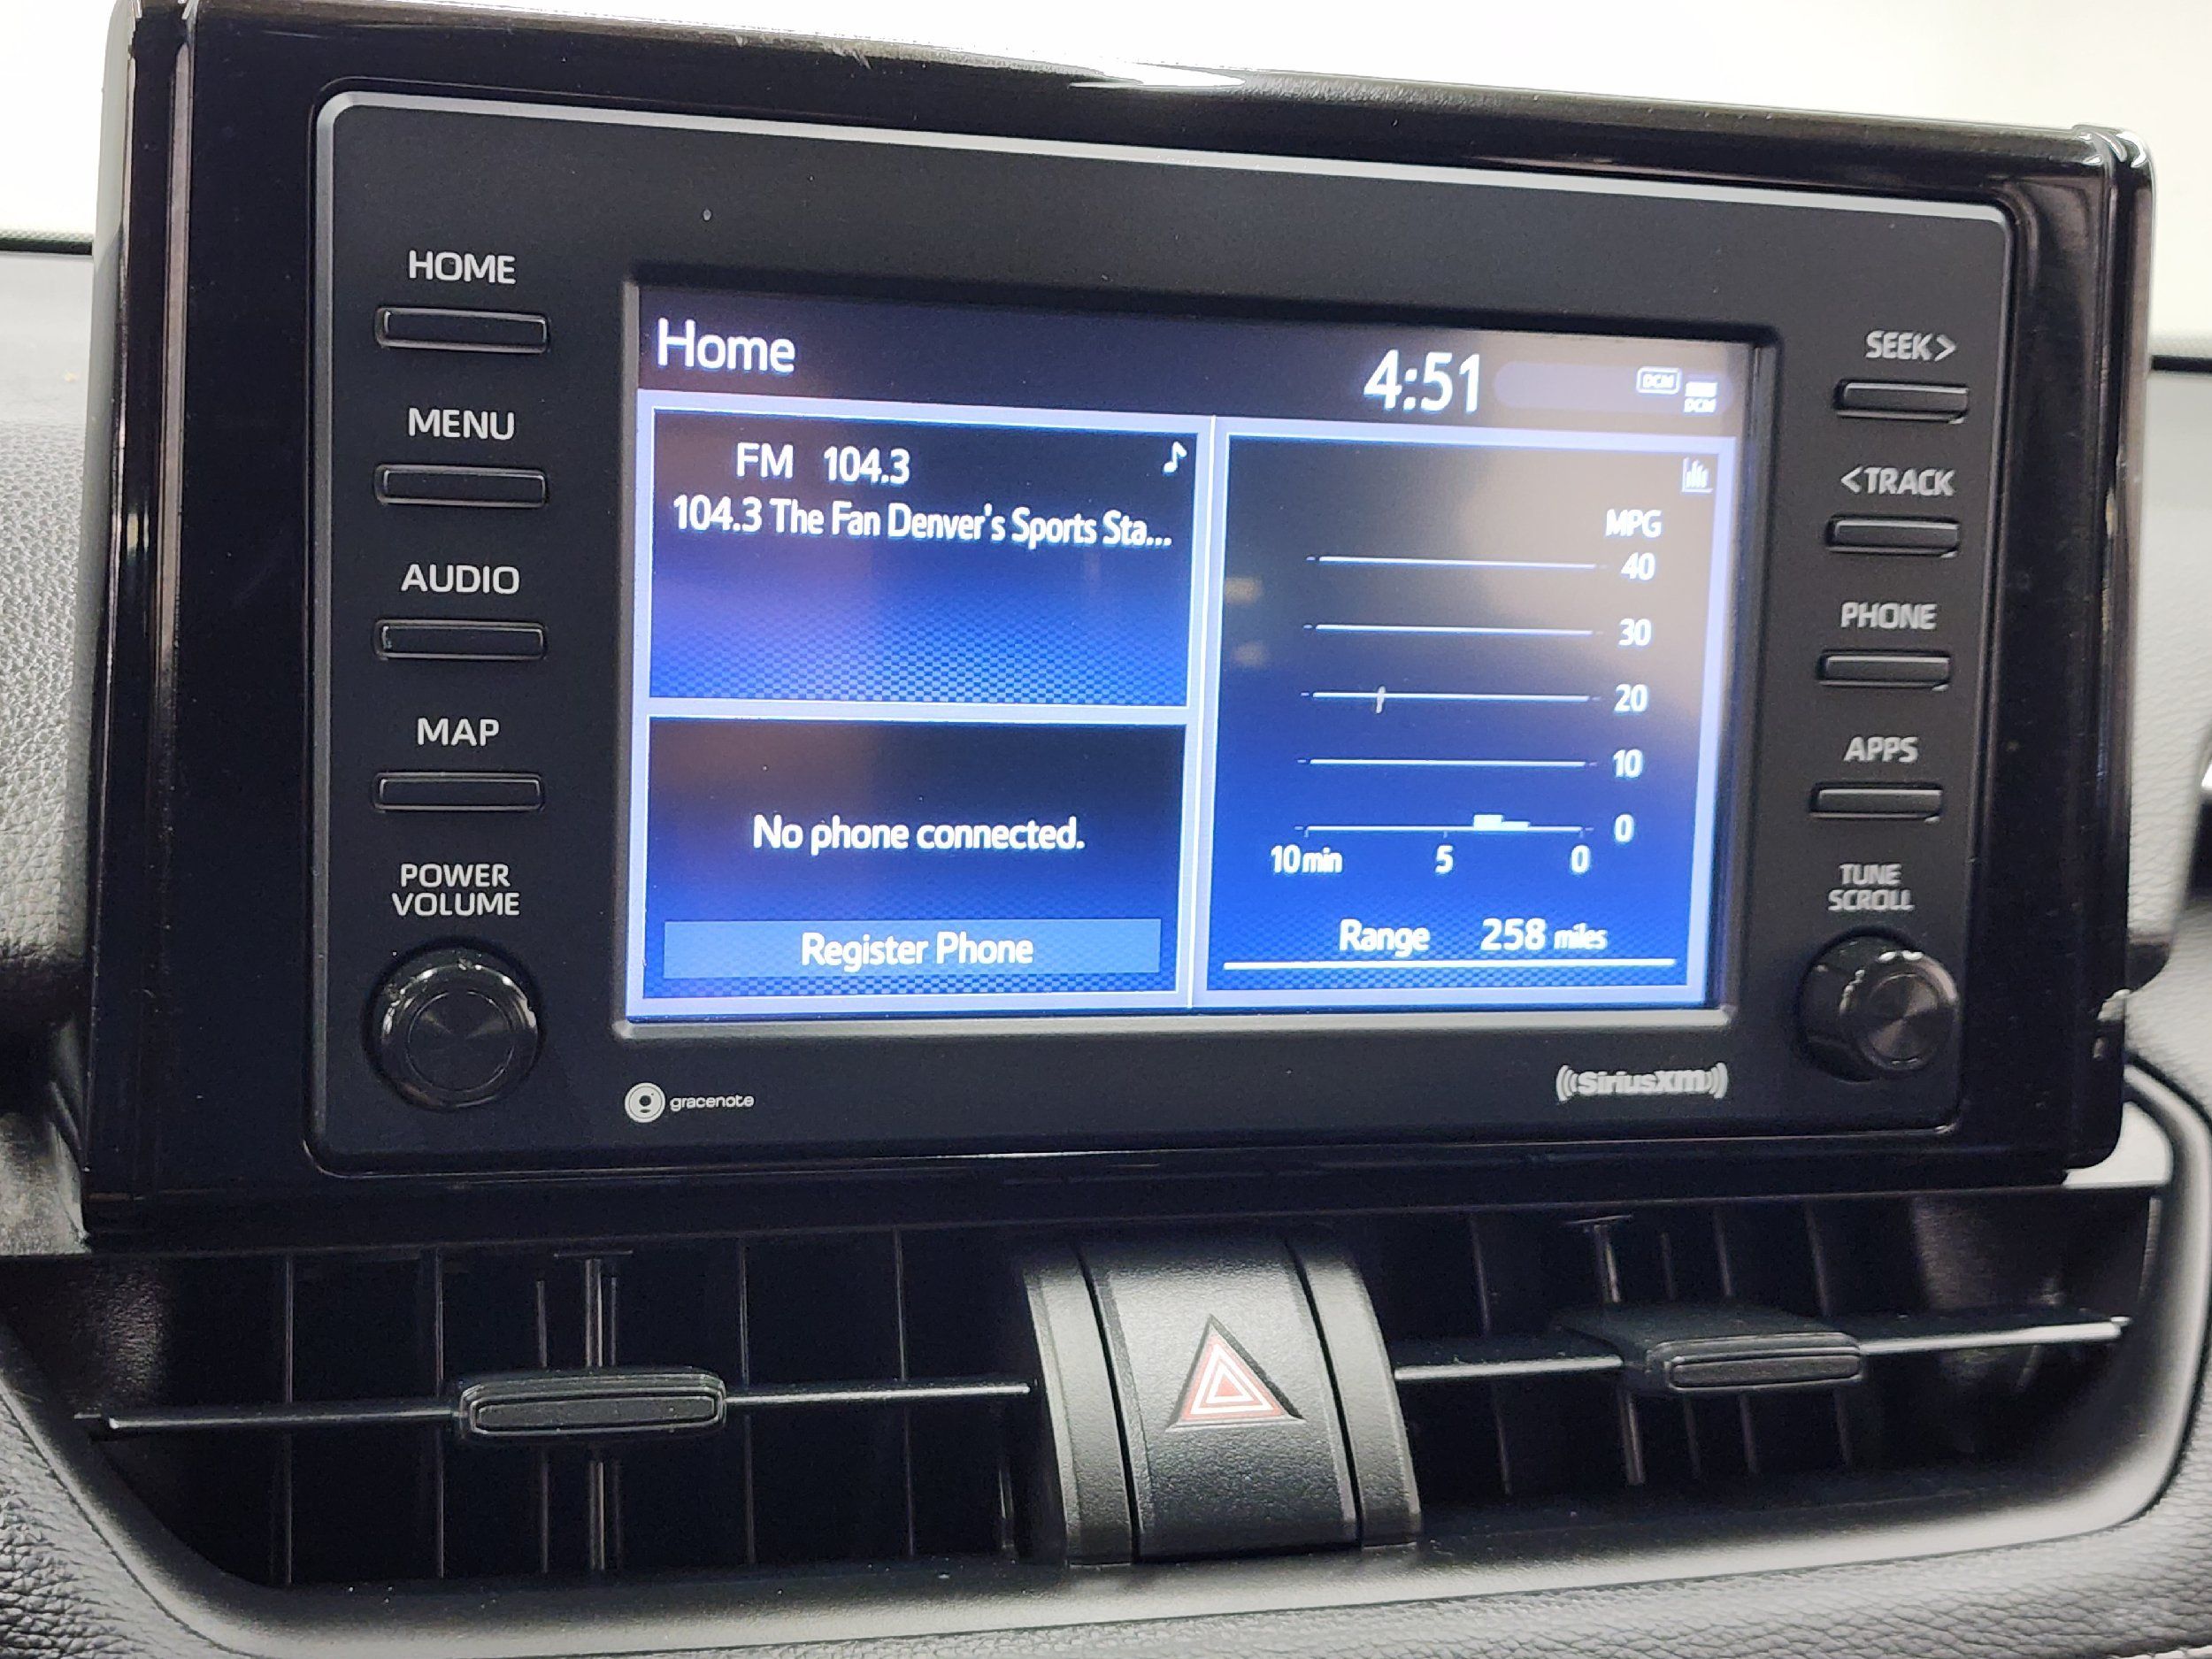 HOME
MENU
AUDIO
MAP
POWER
VOLUME
Home
4:51
DCM
DCM
FM 104.3
104.3 The Fan Denver's Sports Sta...
No phone connected.
Register Phone
MPG
40
30
20
10
0
10 min 5 0
Range 258 miles
SEEK>
<TRACK
PHONE
APPS
TUNE
SCROLL
gracenote
((SiriusXM))